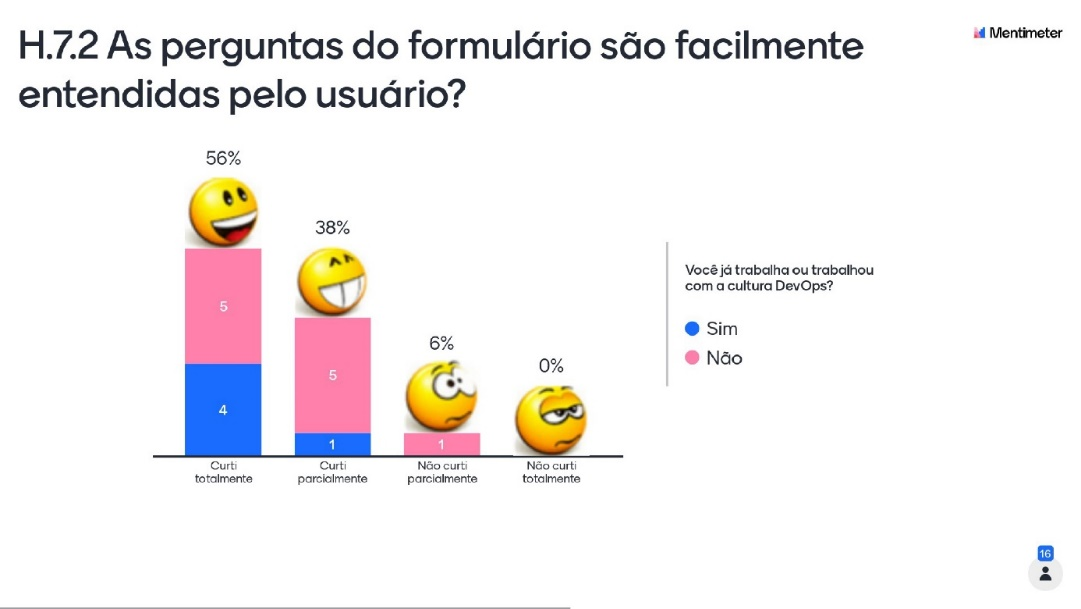 H.7.2 As perguntas do formulário são facilmente
entendidas pelo usuário?
Mentimeter
56%
38%
6%
0%
5
4
5
1
1
Curti
totalmente
Curti
parcialmente
Não curti
parcialmente
Não curti
totalmente
Você já trabalha ou trabalhou
com a cultura DevOps?
Sim
Não
16